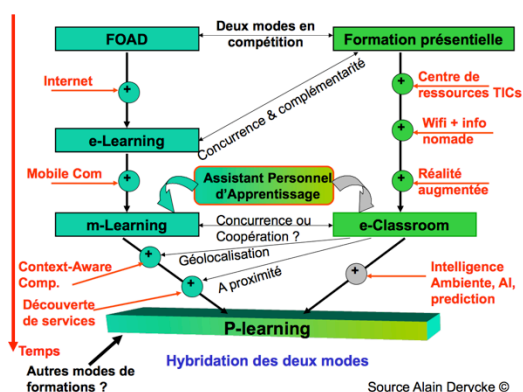 FOAD
Deux modes en
compétition
Formation présentielle
Internet
+
Centre de
ressources TICs
+
Concurrence & complémentarité
e-Learning
Wifi + info
nomade
+
Mobile Com
+
Assistant Personnel
d'Apprentissage
Réalité
augmentée
+
m-Learning
Concurrence ou
Coopération ?
e-Classroom
Géolocalisation
Context-Aware
Comp.
+
A proximité
Intelligence
Ambiente, AI,
prediction
+
Découverte
de services
+
P-learning
Temps
Autres modes de
formations ?
Hybridation des deux modes
Source Alain Derycke ©